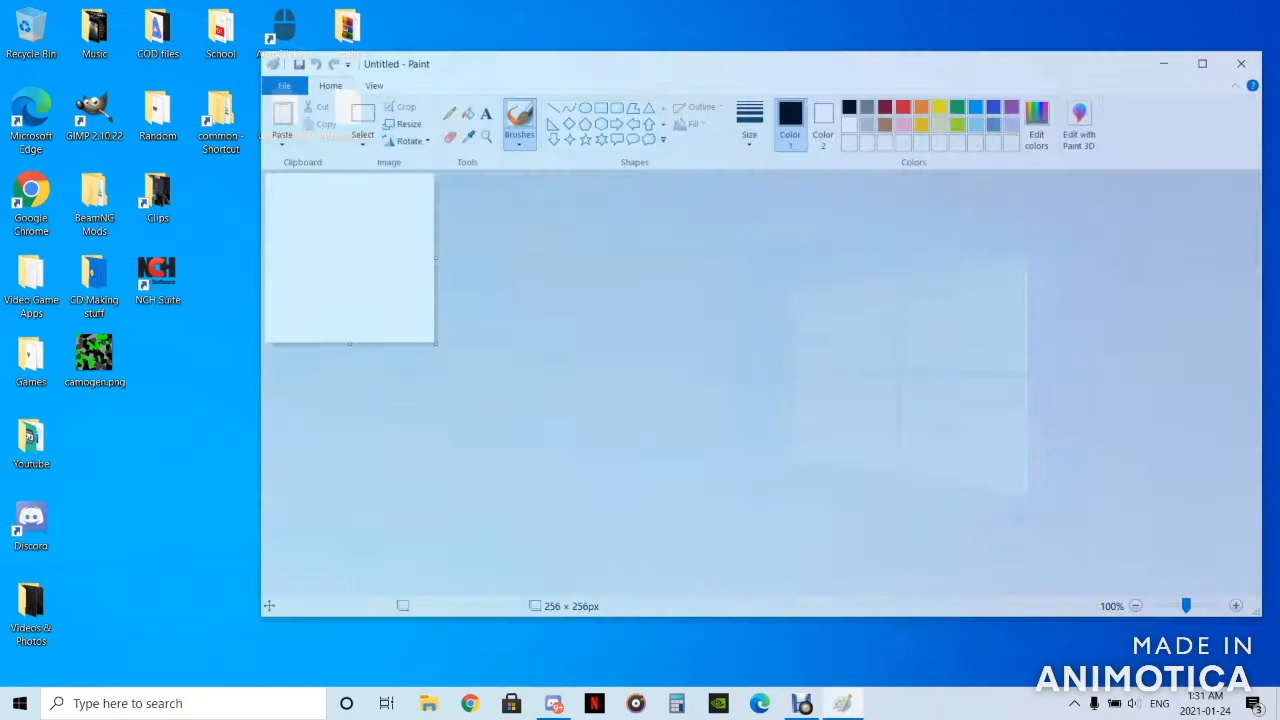 Recycle Bin
Music
COD files
School
Microsoft
Edge
GIMP 2.10.22
Random
common -
Shortcut
Google
Chrome
BeamNG
Mods
Clips
Video Game
Apps
CD Making
stuff
NCH
Software
NCH Suite
Games
camogen.png
Youtube
Discord
Videos &
Photos
Untitled - Paint
File
Home
View
Paste
Cut
Copy
Clipboard
Select
Crop
Resize
Rotate
Image
A
Tools
Brushes
Outline
Fill
Shapes
Size
Color
1
Color
2
Colors
Edit
colors
Edit with
Paint 3D
256 × 256px
100%
MADE IN
ANIMOTICA
Type here to search
ENG
1:31 AM
2021-01-24
3